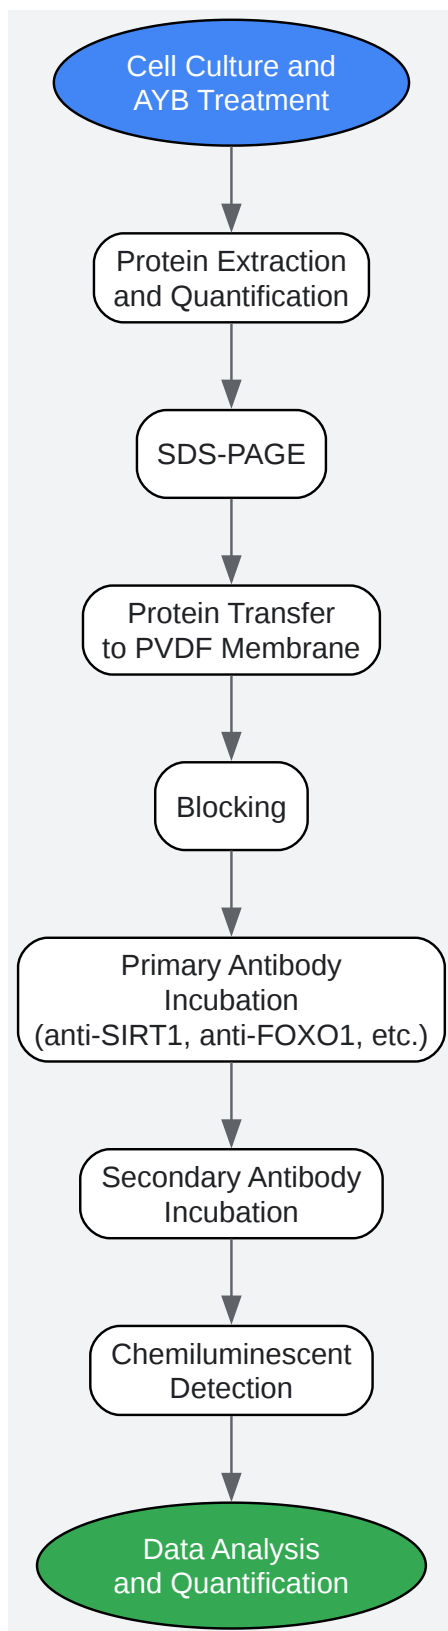 Cell Culture and
AYB Treatment
Protein Extraction
and Quantification
SDS-PAGE
Protein Transfer
to PVDF Membrane
Blocking
Primary Antibody
Incubation
(anti-SIRT1, anti-FOXO1, etc.)
Secondary Antibody
Incubation
Chemiluminescent
Detection
Data Analysis
and Quantification